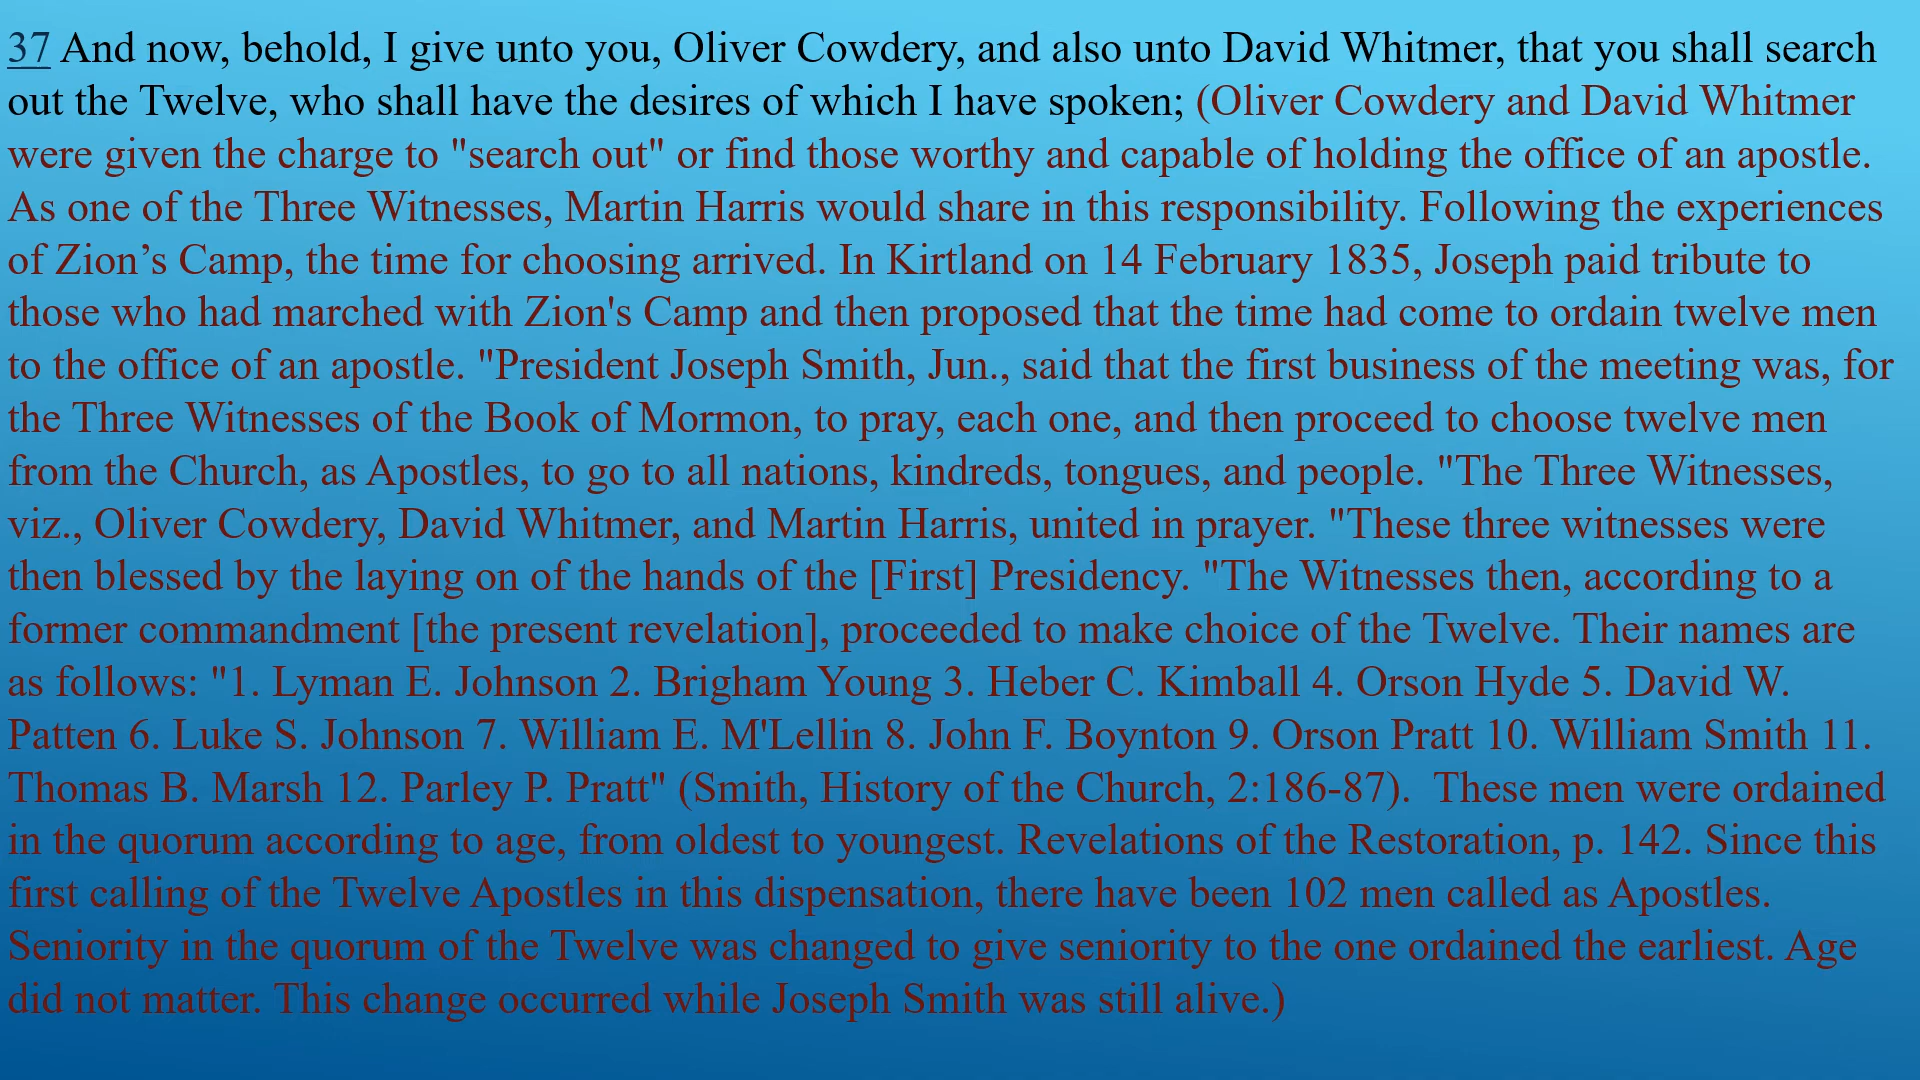 37 And now, behold, I give unto you, Oliver Cowdery, and also unto David Whitmer, that you shall search
out the Twelve, who shall have the desires of which I have spoken; (Oliver Cowdery and David Whitmer
were given the charge to "search out" or find those worthy and capable of holding the office of an apostle.
As one of the Three Witnesses, Martin Harris would share in this responsibility. Following the experiences
of Zion’s Camp, the time for choosing arrived. In Kirtland on 14 February 1835, Joseph paid tribute to
those who had marched with Zion's Camp and then proposed that the time had come to ordain twelve men
to the office of an apostle. "President Joseph Smith, Jun., said that the first business of the meeting was, for
the Three Witnesses of the Book of Mormon, to pray, each one, and then proceed to choose twelve men
from the Church, as Apostles, to go to all nations, kindreds, tongues, and people. "The Three Witnesses,
viz., Oliver Cowdery, David Whitmer, and Martin Harris, united in prayer. "These three witnesses were
then blessed by the laying on of the hands of the [First] Presidency. "The Witnesses then, according to a
former commandment [the present revelation], proceeded to make choice of the Twelve. Their names are
as follows: "1. Lyman E. Johnson 2. Brigham Young 3. Heber C. Kimball 4. Orson Hyde 5. David W.
Patten 6. Luke S. Johnson 7. William E. M'Lellin 8. John F. Boynton 9. Orson Pratt 10. William Smith 11.
Thomas B. Marsh 12. Parley P. Pratt" (Smith, History of the Church, 2:186-87).  These men were ordained
in the quorum according to age, from oldest to youngest. Revelations of the Restoration, p. 142. Since this
first calling of the Twelve Apostles in this dispensation, there have been 102 men called as Apostles.
Seniority in the quorum of the Twelve was changed to give seniority to the one ordained the earliest. Age
did not matter. This change occurred while Joseph Smith was still alive.)